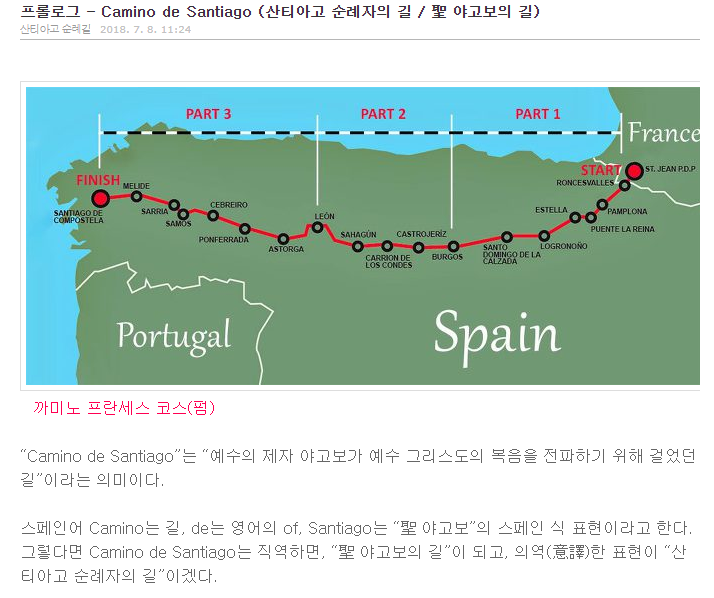 프롤로그 - Camino de Santiago (산티아고 순례자의 길 / 聖 야고보의 길)
산티아고 순례길 2018. 7. 8. 11:24
PART 3 PART 2 PART 1
France
FINISH
START
ST. JEAN P.D.P
RONCESVALLES
MELIDE
SARRIA
SAMOS
CEBREIRO
SANTIAGO DE
COMPOSTELA
PONFERRADA
ASTORGA
LEÓN
SAHAGÚN
CARRION DE
LOS CONDES
CASTROJERÍZ
BURGOS
SANTO
DOMINGO DE LA
CALZADA
LOGRONOÑO
ESTELLA
PAMPLONA
PUENTE LA REINA
Portugal
Spain
까미노 프란세스 코스(펌)
“Camino de Santiago”는 “예수의 제자 야고보가 예수 그리스도의 복음을 전파하기 위해 걸었던
길”이라는 의미이다.
스페인어 Camino는 길, de는 영어의 of, Santiago는 “聖 야고보”의 스페인 식 표현이라고 한다.
그렇다면 Camino de Santiago는 직역하면, “聖 야고보의 길”이 되고, 의역(意譯)한 표현이 “산
티아고 순례자의 길”이겠다.